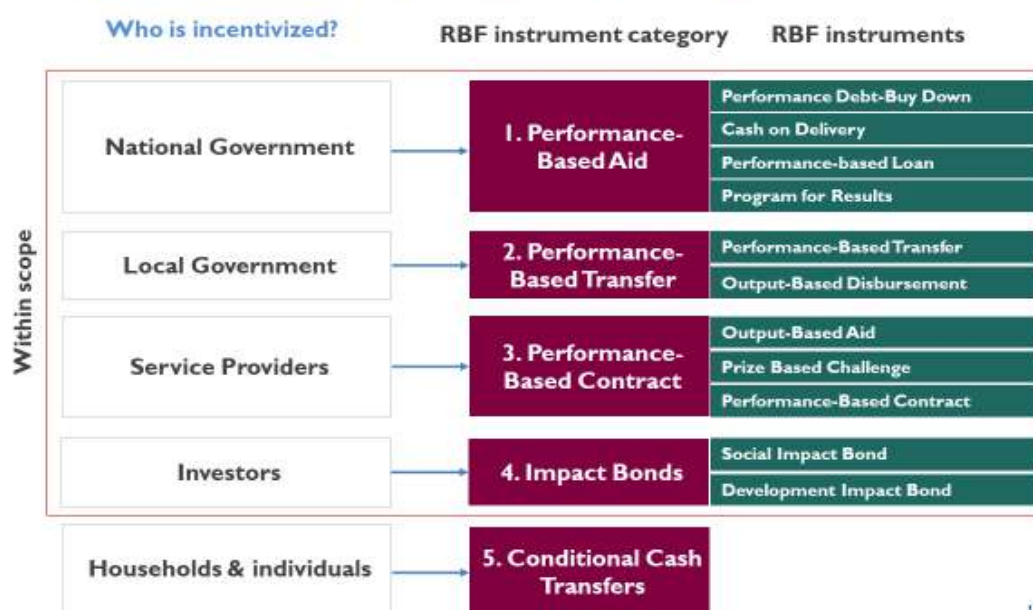 Who is incentivized?
RBF instrument category
RBF instruments
Within scope
National Government
1. Performance-
Based Aid
Performance Debt-Buy Down
Cash on Delivery
Performance-based Loan
Program for Results
Local Government
2. Performance-
Based Transfer
Performance-Based Transfer
Output-Based Disbursement
Service Providers
3. Performance-
Based Contract
Output-Based Aid
Prize Based Challenge
Performance-Based Contract
Investors
4. Impact Bonds
Social Impact Bond
Development Impact Bond
Households & individuals
5. Conditional Cash
Transfers